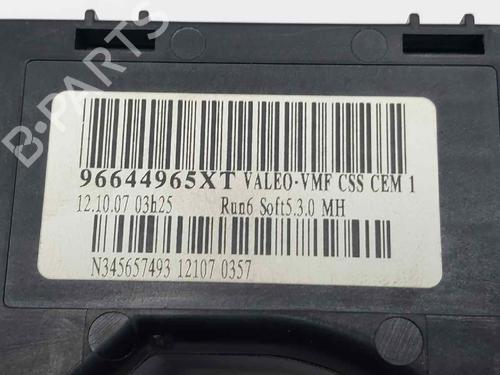 96644965XT VALEO-VMF CSS CEM 1
12.10.07 03h25 Run6 Soft5.3.0 MH
N345657493 12107 0357
B-PARTS